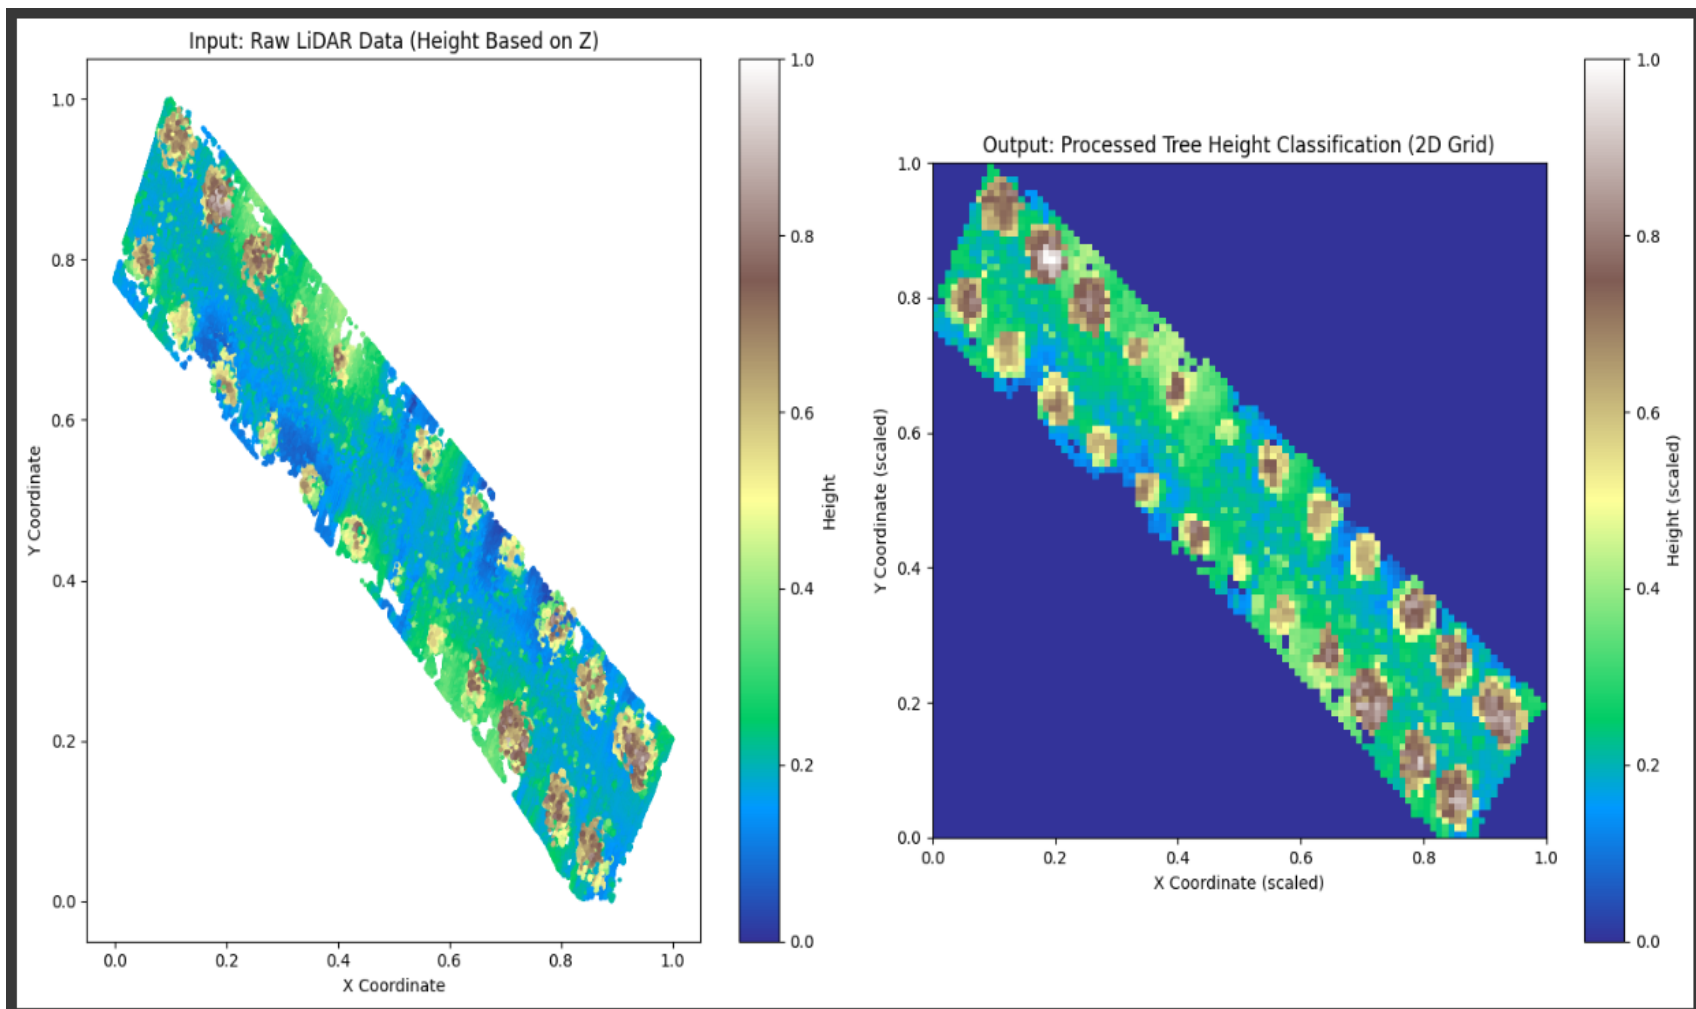 Input: Raw LiDAR Data (Height Based on Z)
1.0
0.8
0.6
0.4
0.2
0.0
Y Coordinate
0.0 0.2 0.4 0.6 0.8 1.0
X Coordinate
1.0
0.8
0.6
0.4
0.2
0.0
Height
Output: Processed Tree Height Classification (2D Grid)
1.0
0.8
0.6
0.4
0.2
0.0
Y Coordinate (scaled)
0.0 0.2 0.4 0.6 0.8 1.0
X Coordinate (scaled)
1.0
0.8
0.6
0.4
0.2
0.0
Height (scaled)